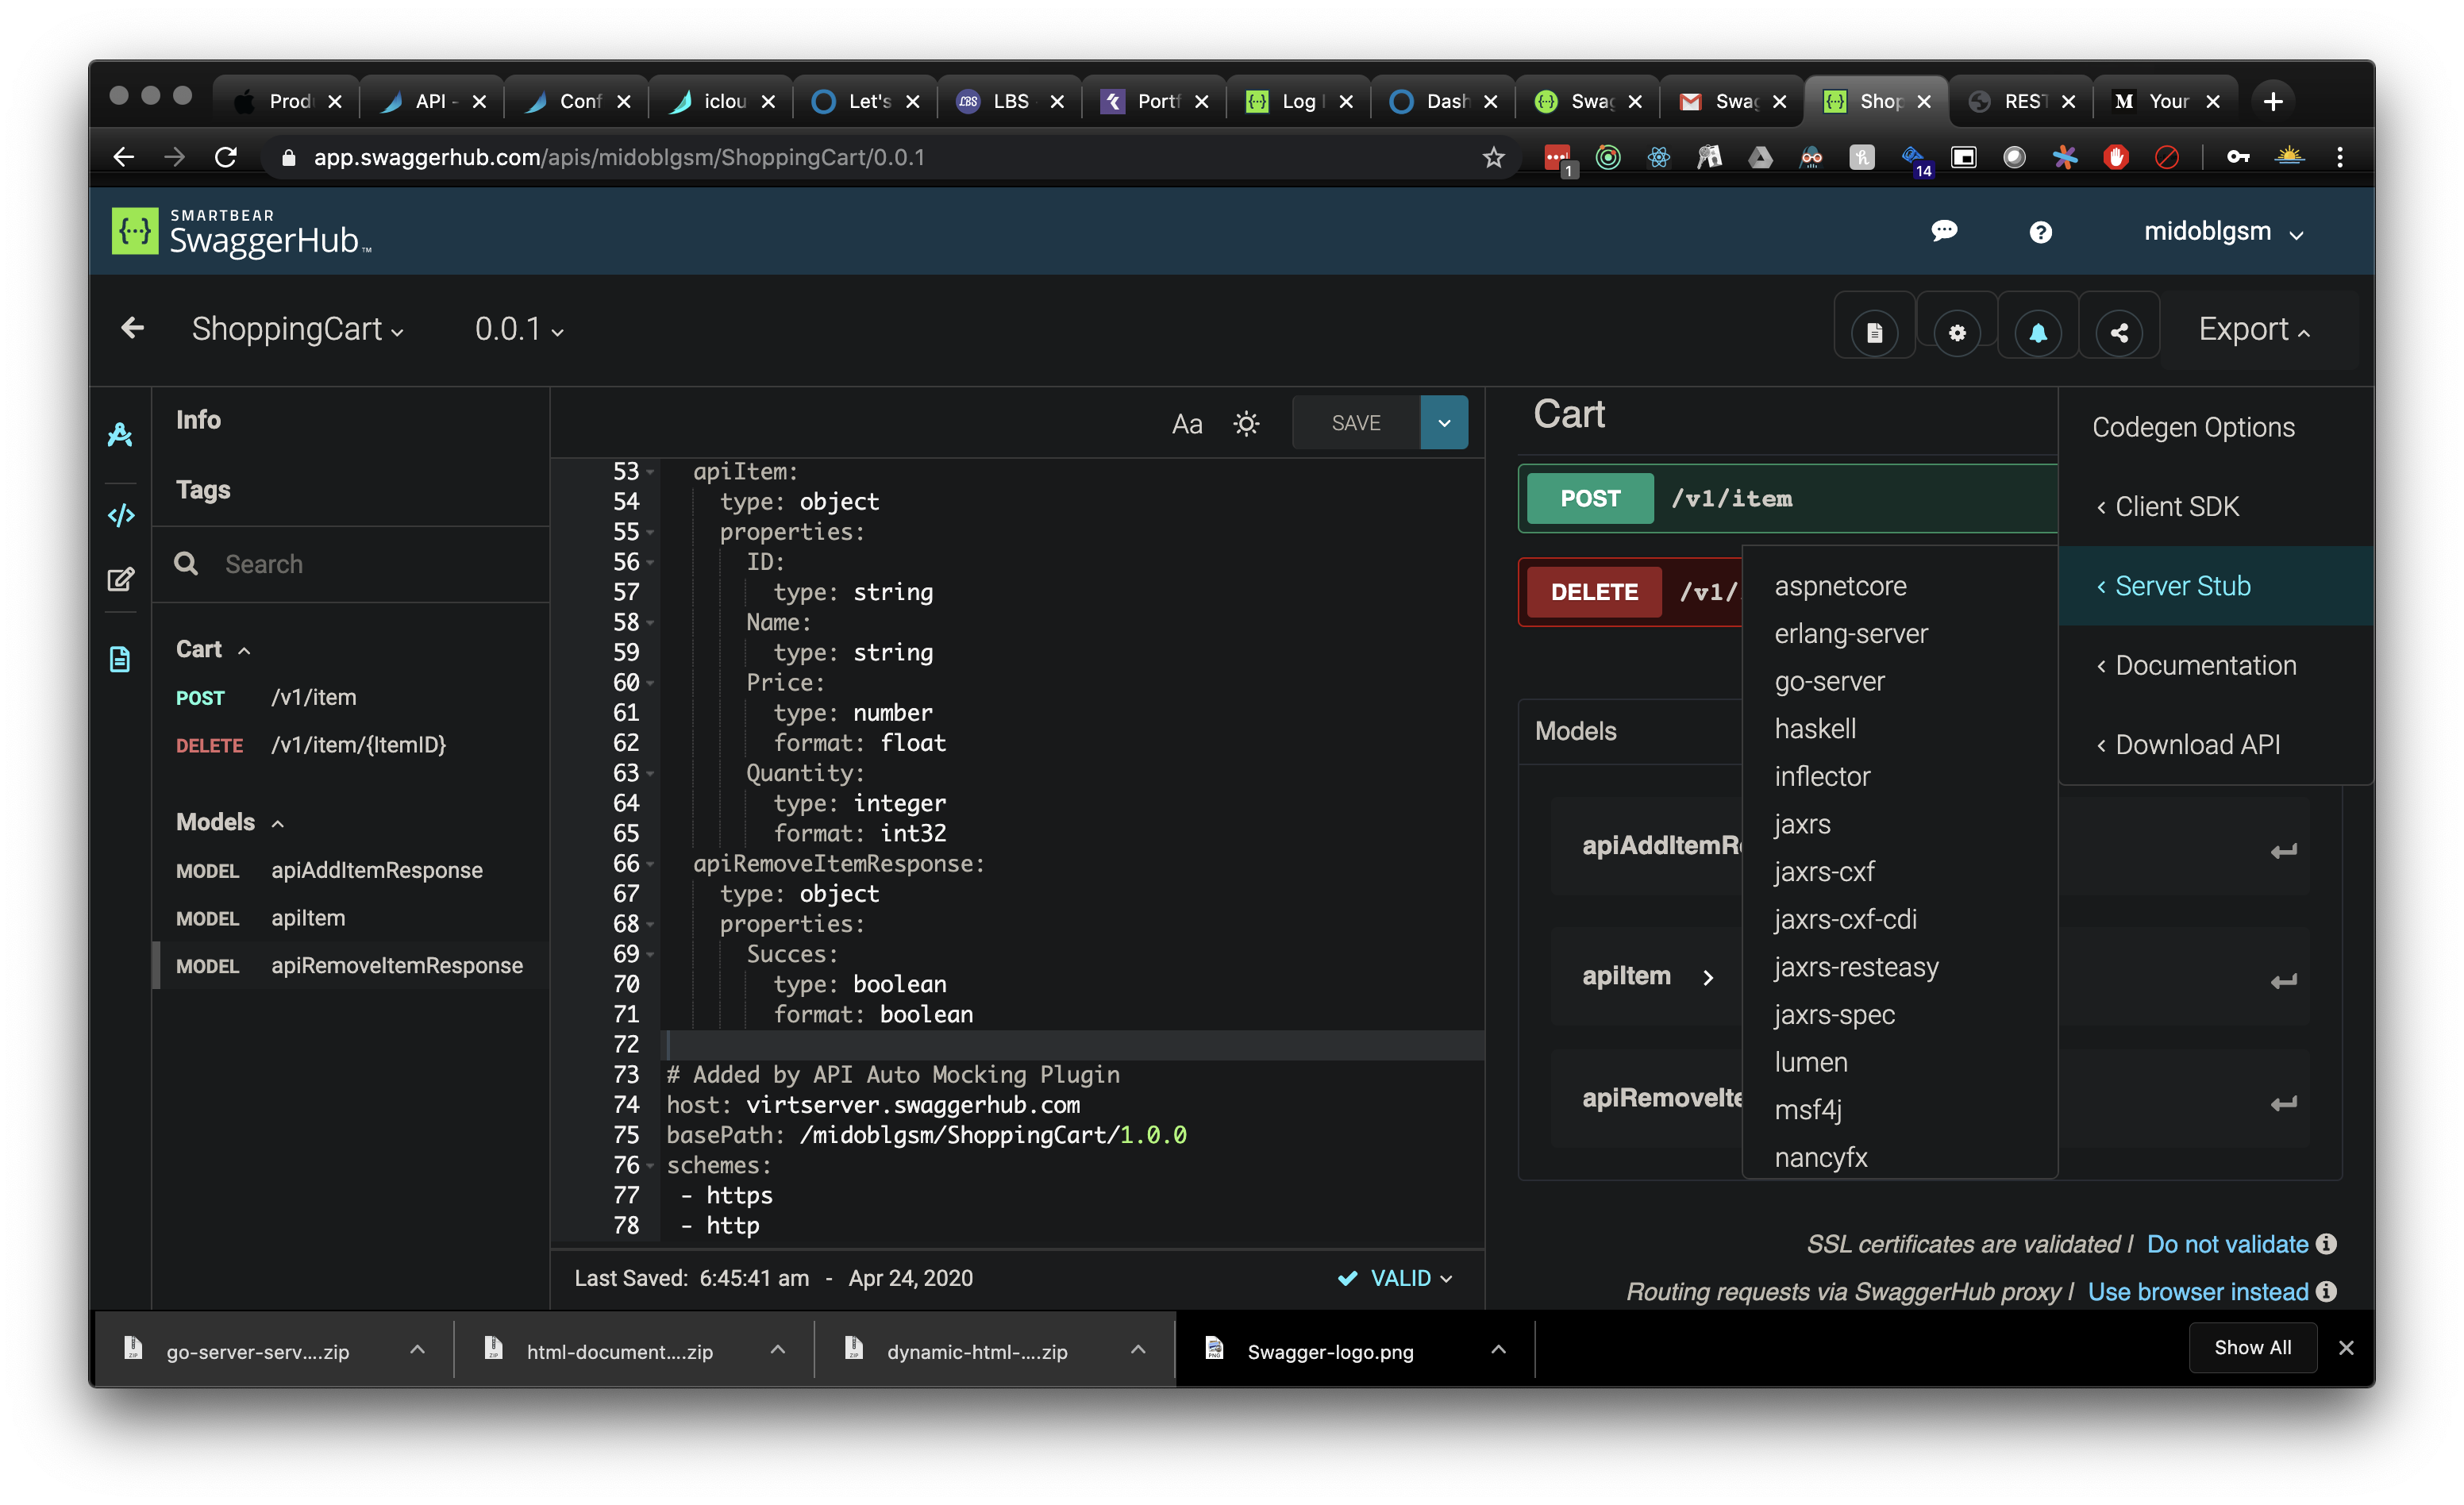 Prod
API -
Conf
iclou
Let's
LBS
LBS
Portf
Log
Dash
Swag
Swag
Shop
REST
M
Your
app.swaggerhub.com/apis/midoblgsm/ShoppingCart/0.0.1
1
14
SMARTBEAR
SwaggerHub™
midoblgsm
ShoppingCart
0.0.1
Export
Info
Tags
Search
Cart
POST /v1/item
DELETE /v1/item/{ItemID}
Models
MODEL apiAddItemResponse
MODEL apiItem
MODEL apiRemoveItemResponse
Aa
SAVE
53 apiItem:
54 type: object
55 properties:
56 ID:
57 type: string
58 Name:
59 type: string
60 Price:
61 type: number
62 format: float
63 Quantity:
64 type: integer
65 format: int32
66 apiRemoveItemResponse:
67 type: object
68 properties:
69 Succes:
70 type: boolean
71 format: boolean
72
73 # Added by API Auto Mocking Plugin
74 host: virtserver.swaggerhub.com
75 basePath: /midoblgsm/ShoppingCart/1.0.0
76 schemes:
77 - https
78 - http
Last Saved: 6:45:41 am - Apr 24, 2020
VALID
Cart
POST /v1/item
DELETE /v1/
Models
apiAddItemR
apiItem
apiRemoveIte
aspnetcore
erlang-server
go-server
haskell
inflector
jaxrs
jaxrs-cxf
jaxrs-cxf-cdi
jaxrs-resteasy
jaxrs-spec
lumen
msf4j
nancyfx
Codegen Options
Client SDK
Server Stub
Documentation
Download API
SSL certificates are validated / Do not validate
Routing requests via SwaggerHub proxy / Use browser instead
go-server-serv....zip
html-document....zip
dynamic-html-....zip
Swagger-logo.png
Show All